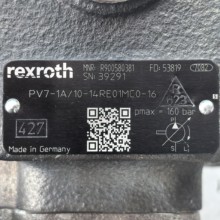 rexroth
MNR: R900580381 FD: 53819 7082
SN: 39291
PV7-1A/10-14RE01MC0-16
pmax = 160 bar
427
Made in Germany